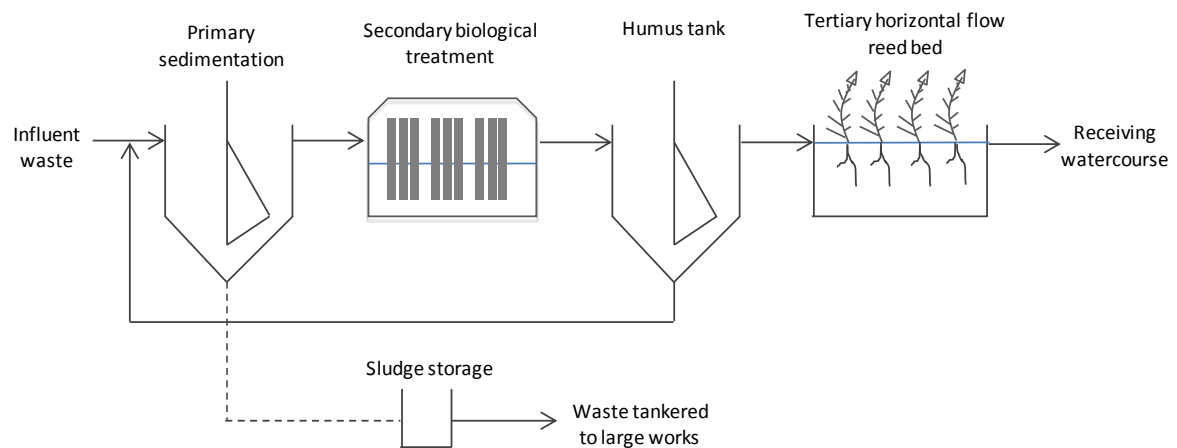 Primary
sedimentation
Secondary biological
treatment
Humus tank
Tertiary horizontal flow
reed bed
Influent
waste
Receiving
watercourse
Sludge storage
Waste tankered
to large works